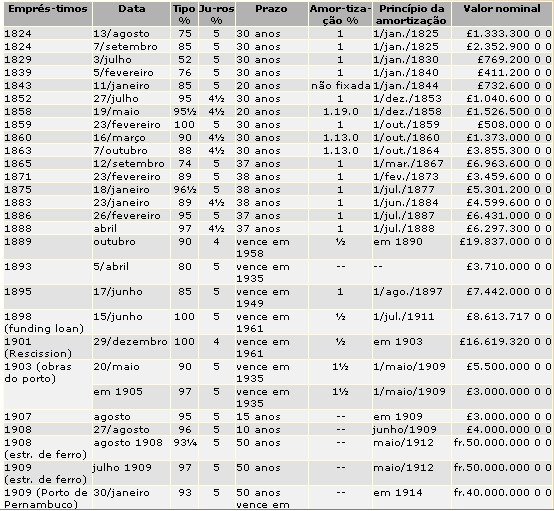 Emprés-timos Data Tipo % Ju-ros % Prazo Amor-tiza-ção % Princípio da amortização Valor nominal
1824 13/agosto 75 5 30 anos 1 1/jan./1825 £1.333.300 0 0
1824 7/setembro 85 5 30 anos 1 1/jan./1825 £2.352.900 0 0
1829 3/julho 52 5 30 anos 1 1/jan./1830 £769.200 0 0
1839 5/fevereiro 76 5 30 anos 1 1/jan./1840 £411.200 0 0
1843 11/janeiro 85 5 20 anos não fixada 1/jan./1844 £732.600 0 0
1852 27/julho 95 4½ 30 anos 1 1/dez./1853 £1.040.600 0 0
1858 19/maio 95½ 4½ 20 anos 1.19.0 1/dez./1858 £1.526.500 0 0
1859 23/fevereiro 100 5 30 anos 1 1/out./1859 £508.000 0 0
1860 16/março 90 4½ 30 anos 1.13.0 1/out./1860 £1.373.000 0 0
1863 7/outubro 88 4½ 30 anos 1.13.0 1/out./1864 £3.855.300 0 0
1865 12/setembro 74 5 37 anos 1 1/mar./1867 £6.963.600 0 0
1871 23/fevereiro 89 5 38 anos 1 1/fev./1873 £3.459.600 0 0
1875 18/janeiro 96½ 5 38 anos 1 1/jul./1877 £5.301.200 0 0
1883 23/janeiro 89 4½ 38 anos 1 1/jun./1884 £4.599.600 0 0
1886 26/fevereiro 95 5 37 anos 1 1/jul./1887 £6.431.000 0 0
1888 abril 97 4½ 37 anos 1 1/jul./1888 £6.297.300 0 0
1889 outubro 90 4 vence em 1958 ½ em 1890 £19.837.000 0 0
1893 5/abril 80 5 vence em 1935 -- -- £3.710.000 0 0
1895 17/junho 85 5 vence em 1949 1 1/ago./1897 £7.442.000 0 0
1898 (funding loan) 15/junho 100 5 vence em 1961 ½ 1/jul./1911 £8.613.717 0 0
1901 (Rescission) 29/dezembro 100 4 vence em 1961 ½ em 1903 £16.619.320 0 0
1903 (obras do porto) 20/maio 90 5 vence em 1935 1½ 1/maio/1909 £5.500.000 0 0
em 1905 97 5 vence em 1935 1½ 1/maio/1909 £3.000.000 0 0
1907 agosto 95 5 15 anos -- em 1909 £3.000.000 0 0
1908 27/agosto 96 5 10 anos junho/1909 £4.000.000 0 0
1908 (estr. de ferro) agosto 1908 93¼ 5 50 anos -- maio/1912 fr.50.000.000 0 0
1909 (estr. de ferro) julho 1909 97 5 50 anos -- maio/1912 fr.50.000.000 0 0
1909 (Porto de Pernambuco) 30/janeiro 93 5 50 anos vence em -- em 1914 fr.40.000.000 0 0